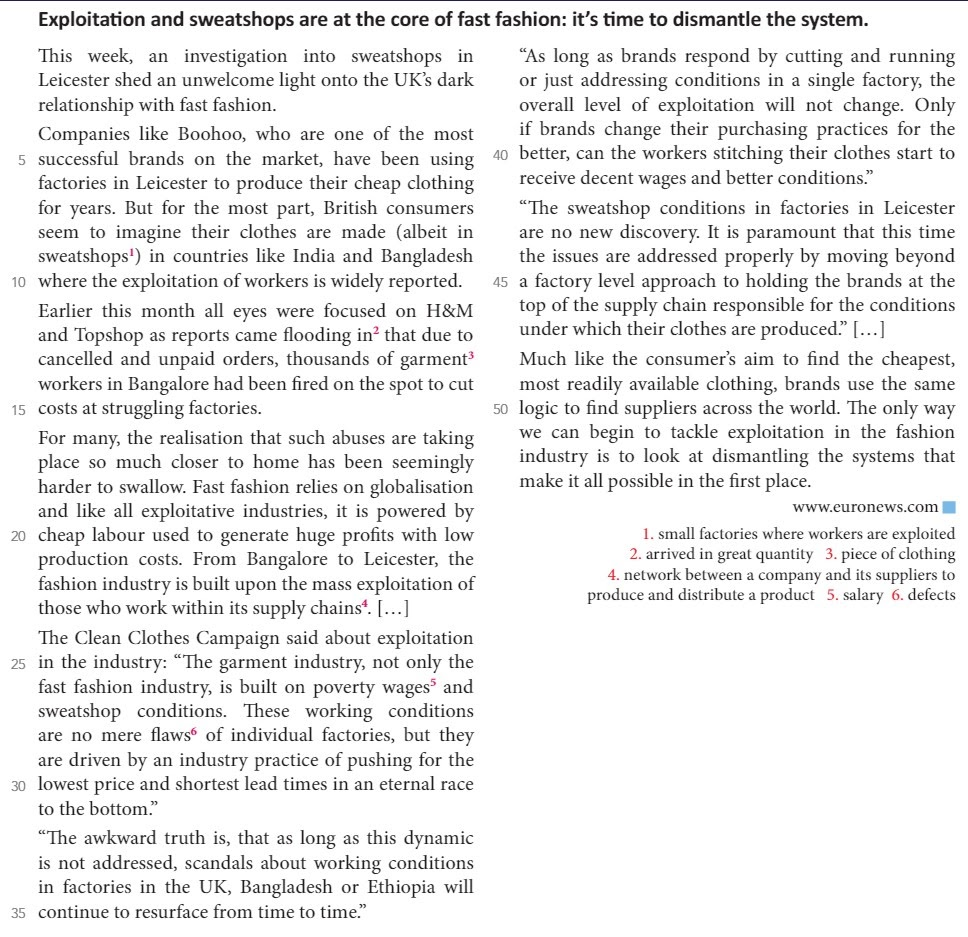 Exploitation and sweatshops are at the core of fast fashion: it's time to dismantle the system.
This week, an investigation into sweatshops in
Leicester shed an unwelcome light onto the UK's dark
relationship with fast fashion.
Companies like Boohoo, who are one of the most
5 successful brands on the market, have been using
factories in Leicester to produce their cheap clothing
for years. But for the most part, British consumers
seem to imagine their clothes are made (albeit in
sweatshops¹) in countries like India and Bangladesh
10 where the exploitation of workers is widely reported.
Earlier this month all eyes were focused on H&M
and Topshop as reports came flooding in² that due to
cancelled and unpaid orders, thousands of garment³
workers in Bangalore had been fired on the spot to cut
15 costs at struggling factories.
For many, the realisation that such abuses are taking
place so much closer to home has been seemingly
harder to swallow. Fast fashion relies on globalisation
and like all exploitative industries, it is powered by
20 cheap labour used to generate huge profits with low
production costs. From Bangalore to Leicester, the
fashion industry is built upon the mass exploitation of
those who work within its supply chains⁴. […]
The Clean Clothes Campaign said about exploitation
25 in the industry: “The garment industry, not only the
fast fashion industry, is built on poverty wages⁵ and
sweatshop conditions. These working conditions
are no mere flaws⁶ of individual factories, but they
are driven by an industry practice of pushing for the
30 lowest price and shortest lead times in an eternal race
to the bottom.”
“The awkward truth is, that as long as this dynamic
is not addressed, scandals about working conditions
in factories in the UK, Bangladesh or Ethiopia will
35 continue to resurface from time to time.”
“As long as brands respond by cutting and running
or just addressing conditions in a single factory, the
overall level of exploitation will not change. Only
if brands change their purchasing practices for the
40 better, can the workers stitching their clothes start to
receive decent wages and better conditions.”
“The sweatshop conditions in factories in Leicester
are no new discovery. It is paramount that this time
the issues are addressed properly by moving beyond
45 a factory level approach to holding the brands at the
top of the supply chain responsible for the conditions
under which their clothes are produced.” […]
Much like the consumer's aim to find the cheapest,
most readily available clothing, brands use the same
50 logic to find suppliers across the world. The only way
we can begin to tackle exploitation in the fashion
industry is to look at dismantling the systems that
make it all possible in the first place.
www.euronews.com
1. small factories where workers are exploited
2. arrived in great quantity 3. piece of clothing
4. network between a company and its suppliers to
produce and distribute a product 5. salary 6. defects